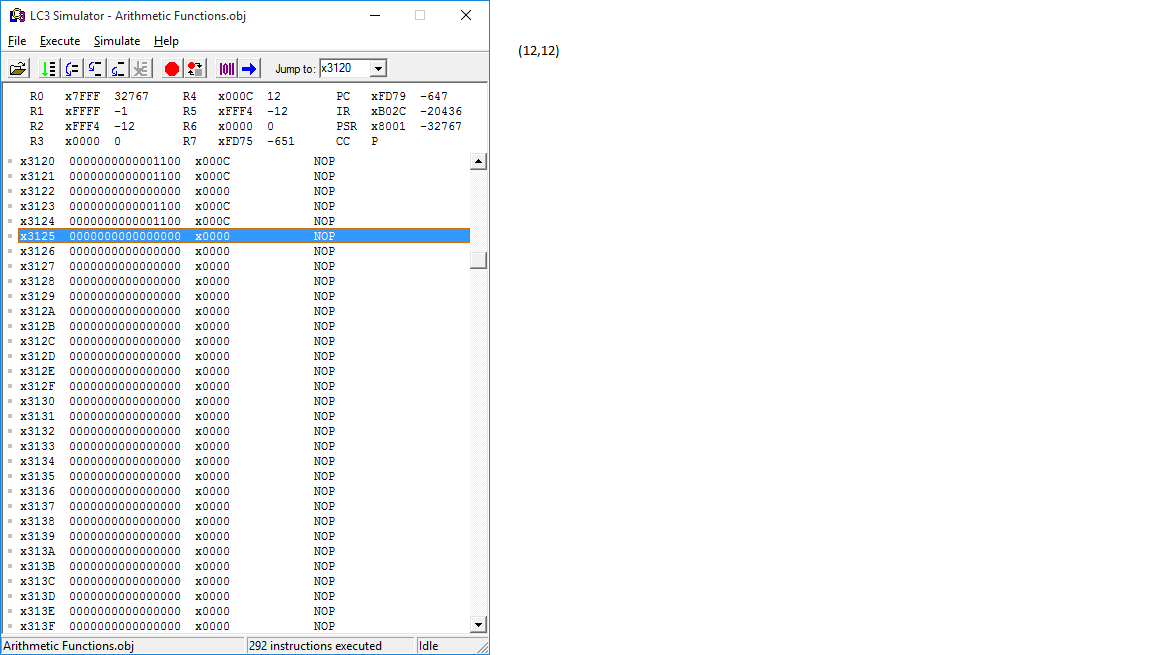 LC3 Simulator - Arithmetic Functions.obj
File Execute Simulate Help
(12,12)
Jump to: x3120
R0 x7FFF 32767 R4 x000C 12 PC xFD79 -647
R1 xFFFF -1 R5 xFFF4 -12 IR xB02C -20436
R2 xFFF4 -12 R6 x0000 0 PSR x8001 -32767
R3 x0000 0 R7 xFD75 -651 CC P
x3120 0000000000001100 x000C NOP
x3121 0000000000001100 x000C NOP
x3122 0000000000000000 x0000 NOP
x3123 0000000000001100 x000C NOP
x3124 0000000000001100 x000C NOP
x3125 0000000000000000 x0000 NOP
x3126 0000000000000000 x0000 NOP
x3127 0000000000000000 x0000 NOP
x3128 0000000000000000 x0000 NOP
x3129 0000000000000000 x0000 NOP
x312A 0000000000000000 x0000 NOP
x312B 0000000000000000 x0000 NOP
x312C 0000000000000000 x0000 NOP
x312D 0000000000000000 x0000 NOP
x312E 0000000000000000 x0000 NOP
x312F 0000000000000000 x0000 NOP
x3130 0000000000000000 x0000 NOP
x3131 0000000000000000 x0000 NOP
x3132 0000000000000000 x0000 NOP
x3133 0000000000000000 x0000 NOP
x3134 0000000000000000 x0000 NOP
x3135 0000000000000000 x0000 NOP
x3136 0000000000000000 x0000 NOP
x3137 0000000000000000 x0000 NOP
x3138 0000000000000000 x0000 NOP
x3139 0000000000000000 x0000 NOP
x313A 0000000000000000 x0000 NOP
x313B 0000000000000000 x0000 NOP
x313C 0000000000000000 x0000 NOP
x313D 0000000000000000 x0000 NOP
x313E 0000000000000000 x0000 NOP
x313F 0000000000000000 x0000 NOP
Arithmetic Functions.obj 292 instructions executed Idle